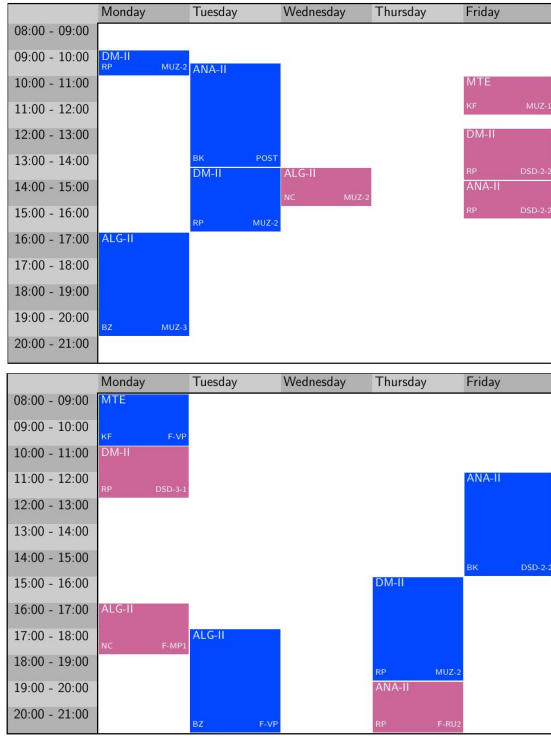 Monday Tuesday Wednesday Thursday Friday
08:00 - 09:00
09:00 - 10:00 DM-II
RP MUZ-2 ANA-II
10:00 - 11:00 MTE
11:00 - 12:00 KF MUZ-1
12:00 - 13:00 DM-II
13:00 - 14:00 BK POST ALG-II RP DSD-2-2
14:00 - 15:00 DM-II NC MUZ-2 ANA-II
15:00 - 16:00 RP MUZ-2 RP DSD-2-2
16:00 - 17:00 ALG-II
17:00 - 18:00
18:00 - 19:00
19:00 - 20:00 BZ MUZ-3
20:00 - 21:00
Monday Tuesday Wednesday Thursday Friday
08:00 - 09:00 MTE
09:00 - 10:00 KF F-VP
10:00 - 11:00 DM-II
11:00 - 12:00 RP DSD-3-1 ANA-II
12:00 - 13:00
13:00 - 14:00
14:00 - 15:00 BK DSD-2-2
15:00 - 16:00 DM-II
16:00 - 17:00 ALG-II
17:00 - 18:00 NC F-MP1 ALG-II
18:00 - 19:00 RP MUZ-2
19:00 - 20:00 ANA-II
20:00 - 21:00 BZ F-VP RP F-RU2